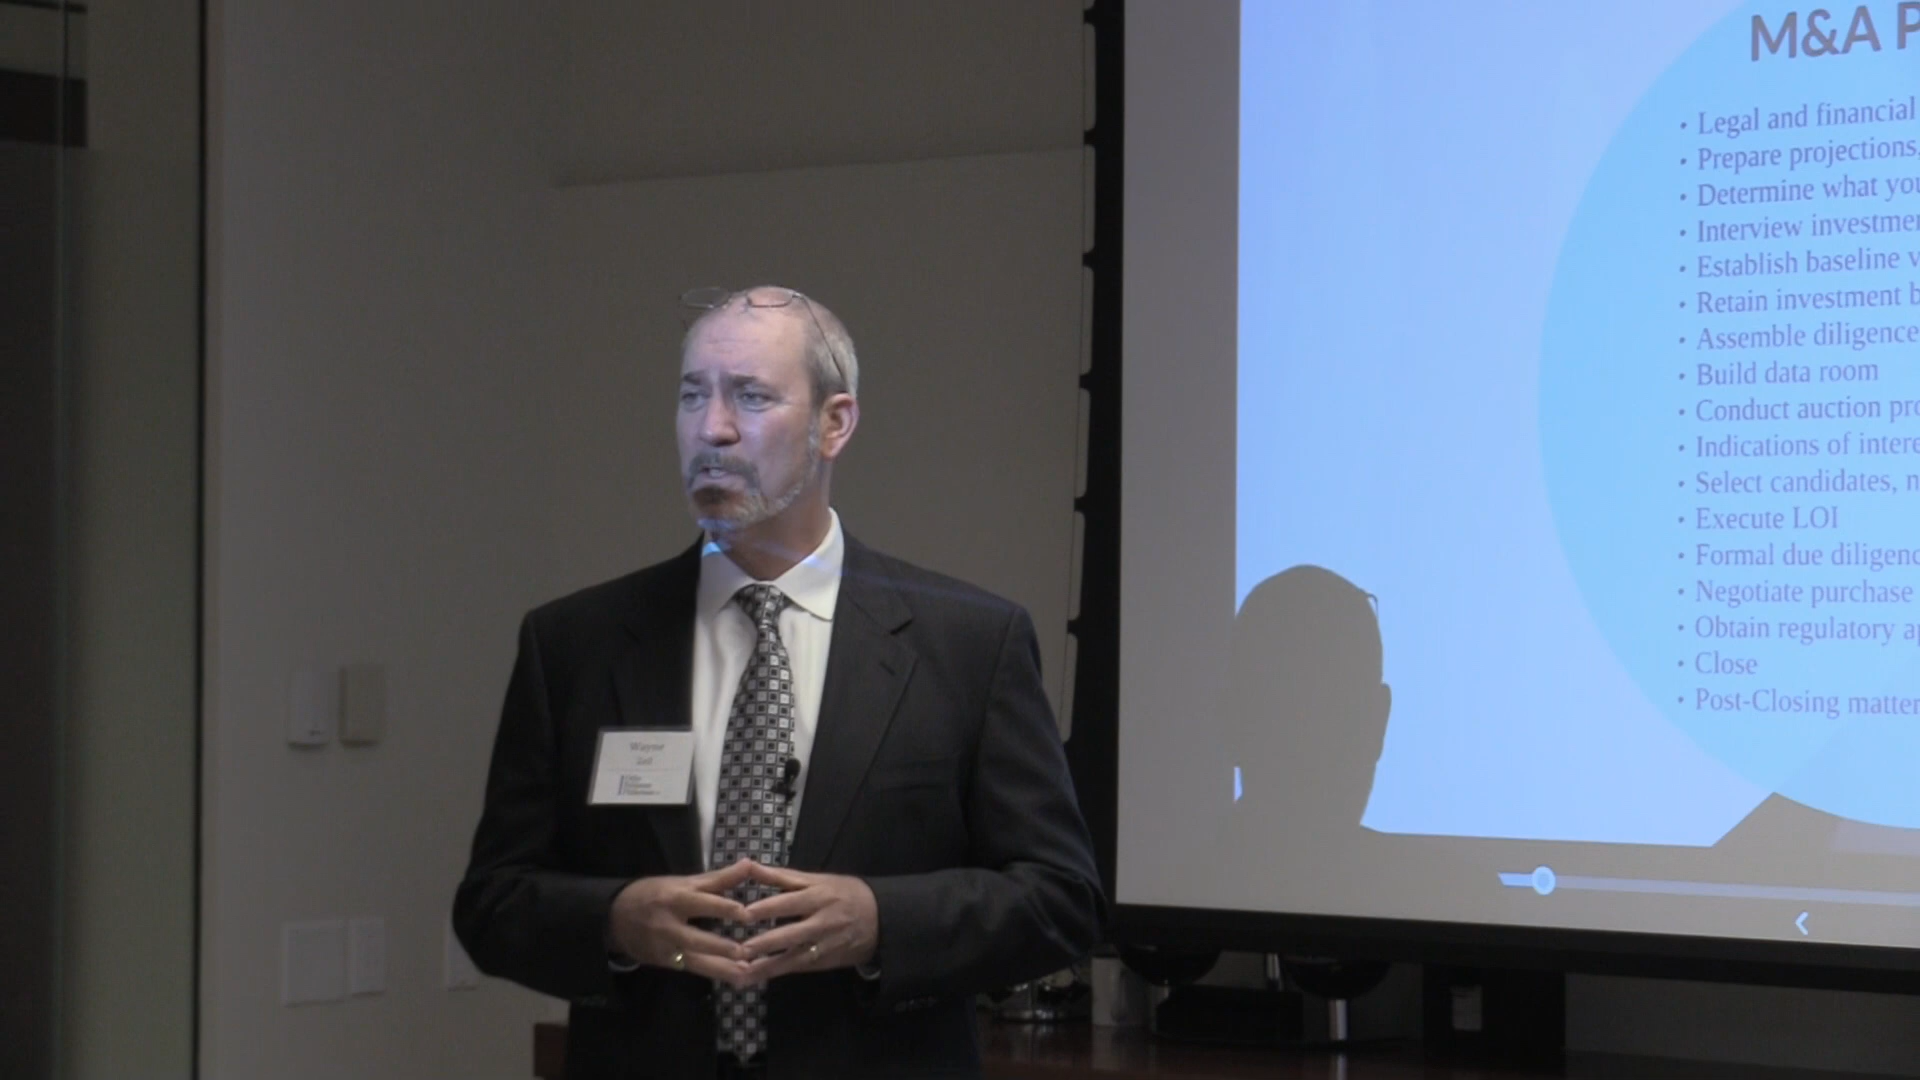 M&A P
• Legal and financial
• Prepare projections,
• Determine what you
• Interview investmen
• Establish baseline v
• Retain investment b
• Assemble diligence
• Build data room
• Conduct auction pro
• Indications of intere
• Select candidates, n
• Execute LOI
• Formal due diligenc
• Negotiate purchase
• Obtain regulatory ap
• Close
• Post-Closing matter
Wayne